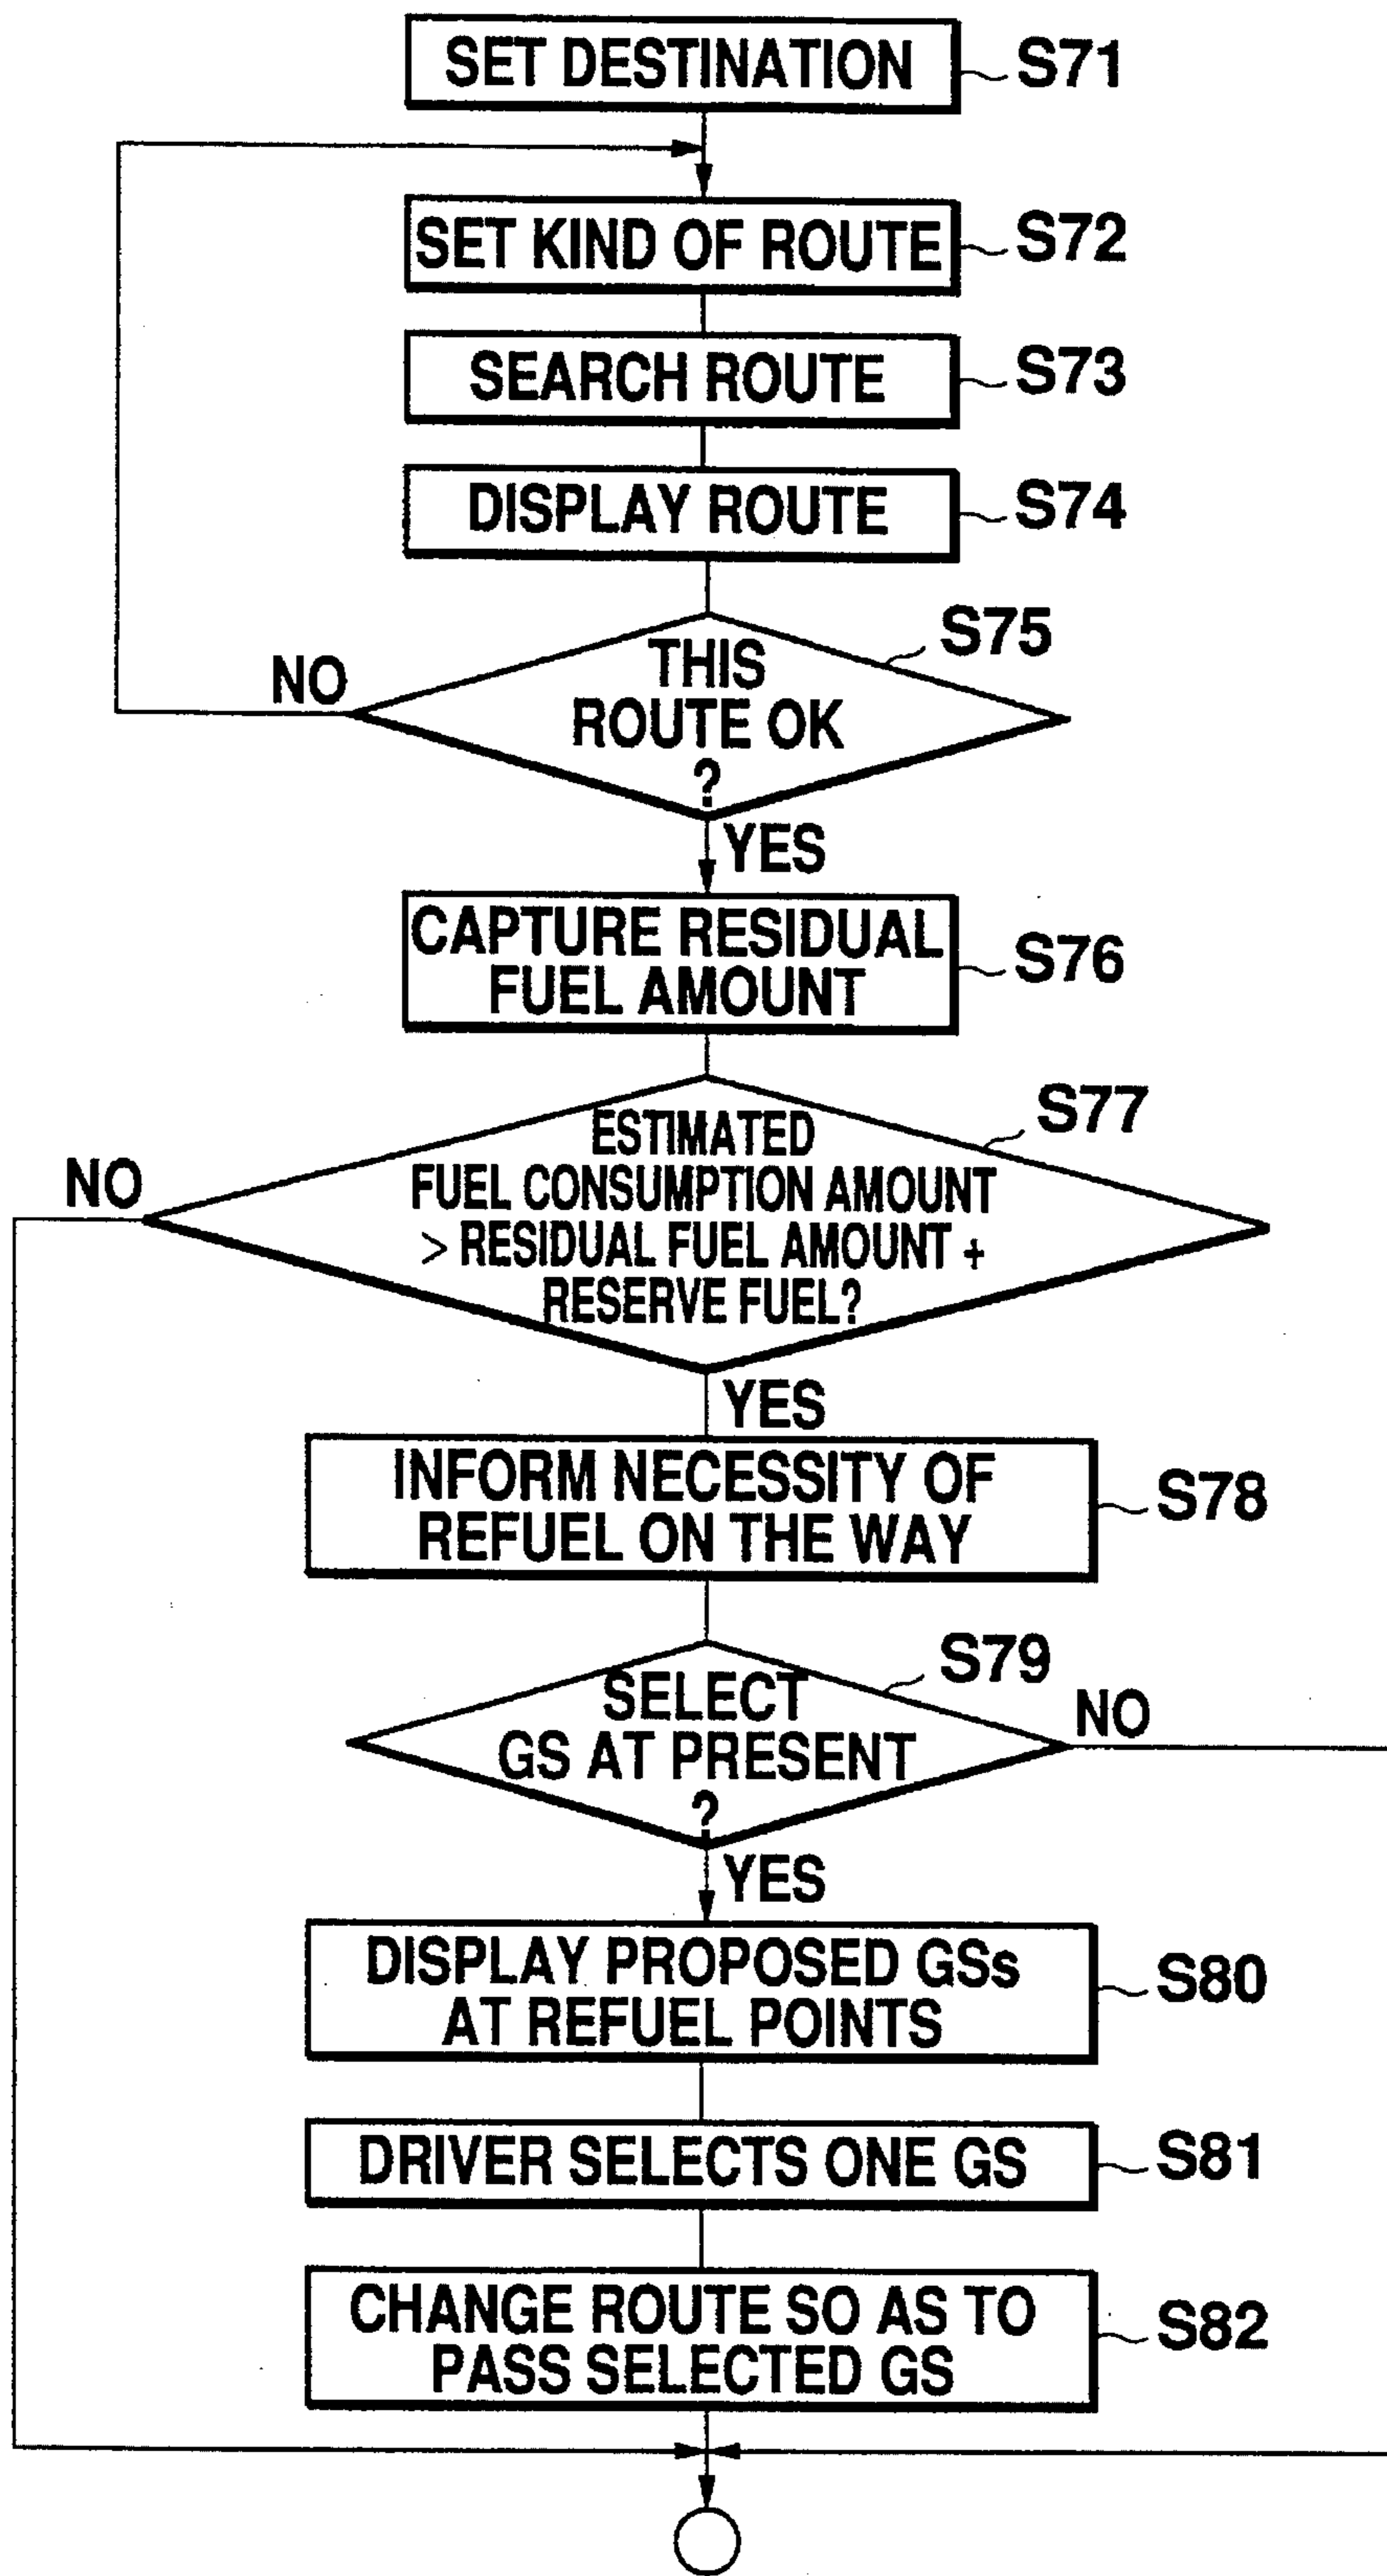 SET DESTINATION
S71
SET KIND OF ROUTE
S72
SEARCH ROUTE
S73
DISPLAY ROUTE
S74
S75
THIS
ROUTE OK
?
NO
YES
CAPTURE RESIDUAL
FUEL AMOUNT
S76
S77
ESTIMATED
FUEL CONSUMPTION AMOUNT
> RESIDUAL FUEL AMOUNT +
RESERVE FUEL?
NO
YES
INFORM NECESSITY OF
REFUEL ON THE WAY
S78
S79
SELECT
GS AT PRESENT
?
NO
YES
DISPLAY PROPOSED GSs
AT REFUEL POINTS
S80
DRIVER SELECTS ONE GS
S81
CHANGE ROUTE SO AS TO
PASS SELECTED GS
S82